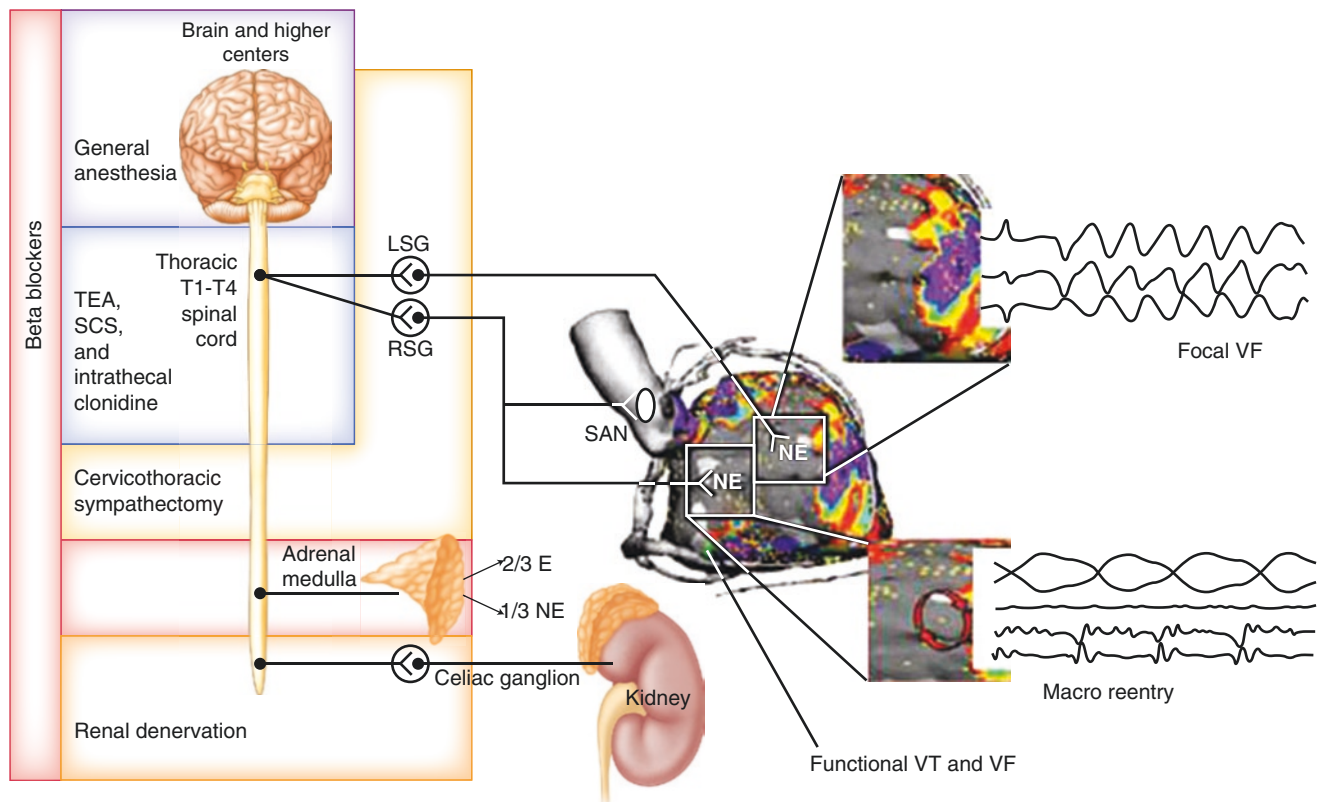 Brain and higher
centers
General
anesthesia
Beta blockers
LSG
Thoracic
T1-T4
spinal
cord
TEA,
SCS,
and
intrathecal
clonidine
RSG
Focal VF
SAN
NE
NE
Cervicothoracic
sympathectomy
Adrenal
medulla
2/3 E
1/3 NE
Celiac ganglion
Kidney
Macro reentry
Renal denervation
Functional VT and VF